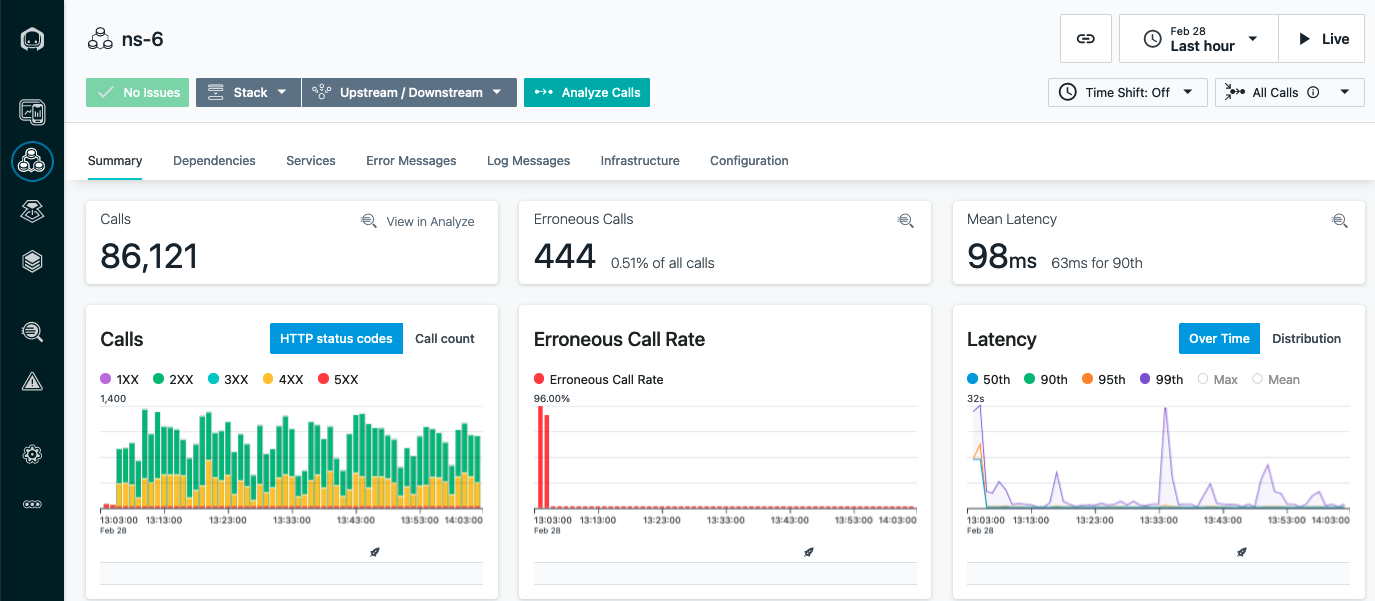 ns-6
Feb 28
Last hour
Live
No Issues
Stack
Upstream / Downstream
Analyze Calls
Time Shift: Off
All Calls
Summary
Dependencies
Services
Error Messages
Log Messages
Infrastructure
Configuration
Calls
View in Analyze
86,121
Erroneous Calls
444 0.51% of all calls
Mean Latency
98ms 63ms for 90th
Calls
HTTP status codes
Call count
1XX 2XX 3XX 4XX 5XX
1,400
13:03:00 13:13:00 13:23:00 13:33:00 13:43:00 13:53:00 14:03:00
Feb 28
Erroneous Call Rate
Erroneous Call Rate
96.00%
13:03:00 13:13:00 13:23:00 13:33:00 13:43:00 13:53:00 14:03:00
Feb 28
Latency
Over Time
Distribution
50th 90th 95th 99th Max Mean
32s
13:03:00 13:13:00 13:23:00 13:33:00 13:43:00 13:53:00 14:03:00
Feb 28